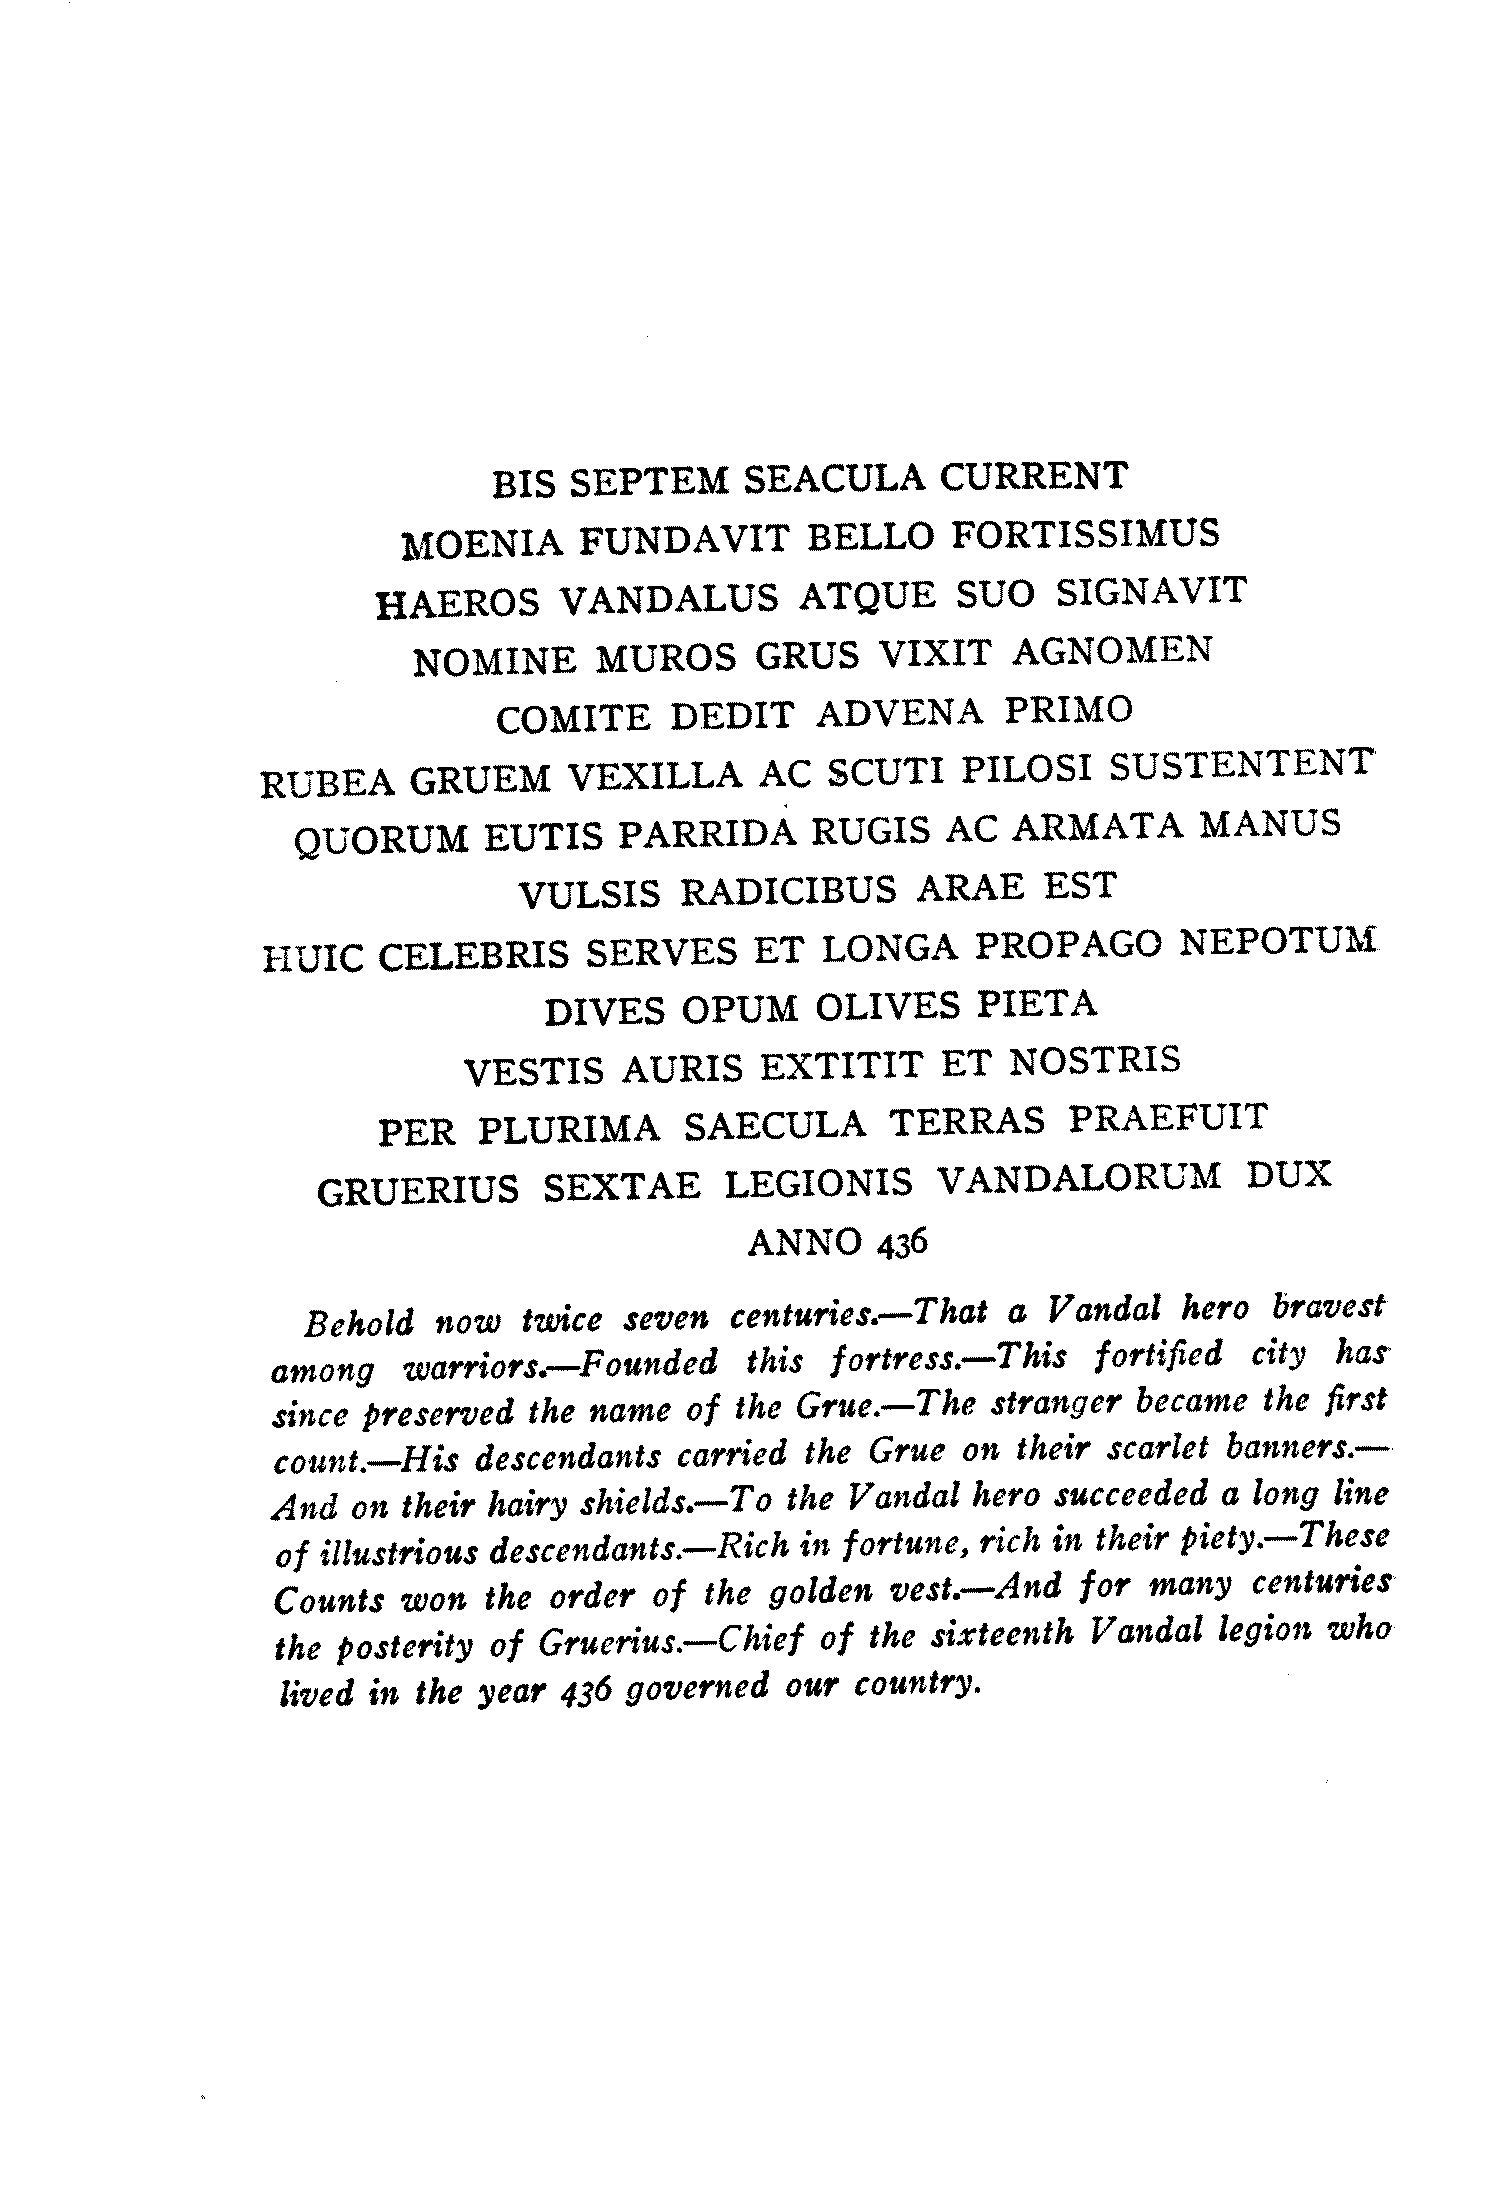 BIS SEPTEM SEACULA CURRENT
MOENIA FUNDAVIT BELLO FORTISSIMUS
HAEROS VANDALUS ATQUE SUO SIGNAVIT
NOMINE MUROS GRUS VIXIT AGNOMEN
COMITE DEDIT ADVENA PRIMO
RUBEA GRUEM VEXILLA AC SCUTI PILOSI SUSTENTENT
QUORUM EUTIS PARRIDA RUGIS AC ARMATA MANUS
VULSIS RADICIBUS ARAE EST
HUIC CELEBRIS SERVES ET LONGA PROPAGO NEPOTUM
DIVES OPUM OLIVES PIETA
VESTIS AURIS EXTITIT ET NOSTRIS
PER PLURIMA SAECULA TERRAS PRAEFUIT
GRUERIUS SEXTAE LEGIONIS VANDALORUM DUX
ANNO 436
Behold now twice seven centuries.—That a Vandal hero bravest
among warriors.—Founded this fortress.—This fortified city has
since preserved the name of the Grue.—The stranger became the first
count.—His descendants carried the Grue on their scarlet banners.—
And on their hairy shields.—To the Vandal hero succeeded a long line
of illustrious descendants.—Rich in fortune, rich in their piety.—These
Counts won the order of the golden vest.—And for many centuries
the posterity of Gruerius.—Chief of the sixteenth Vandal legion who
lived in the year 436 governed our country.